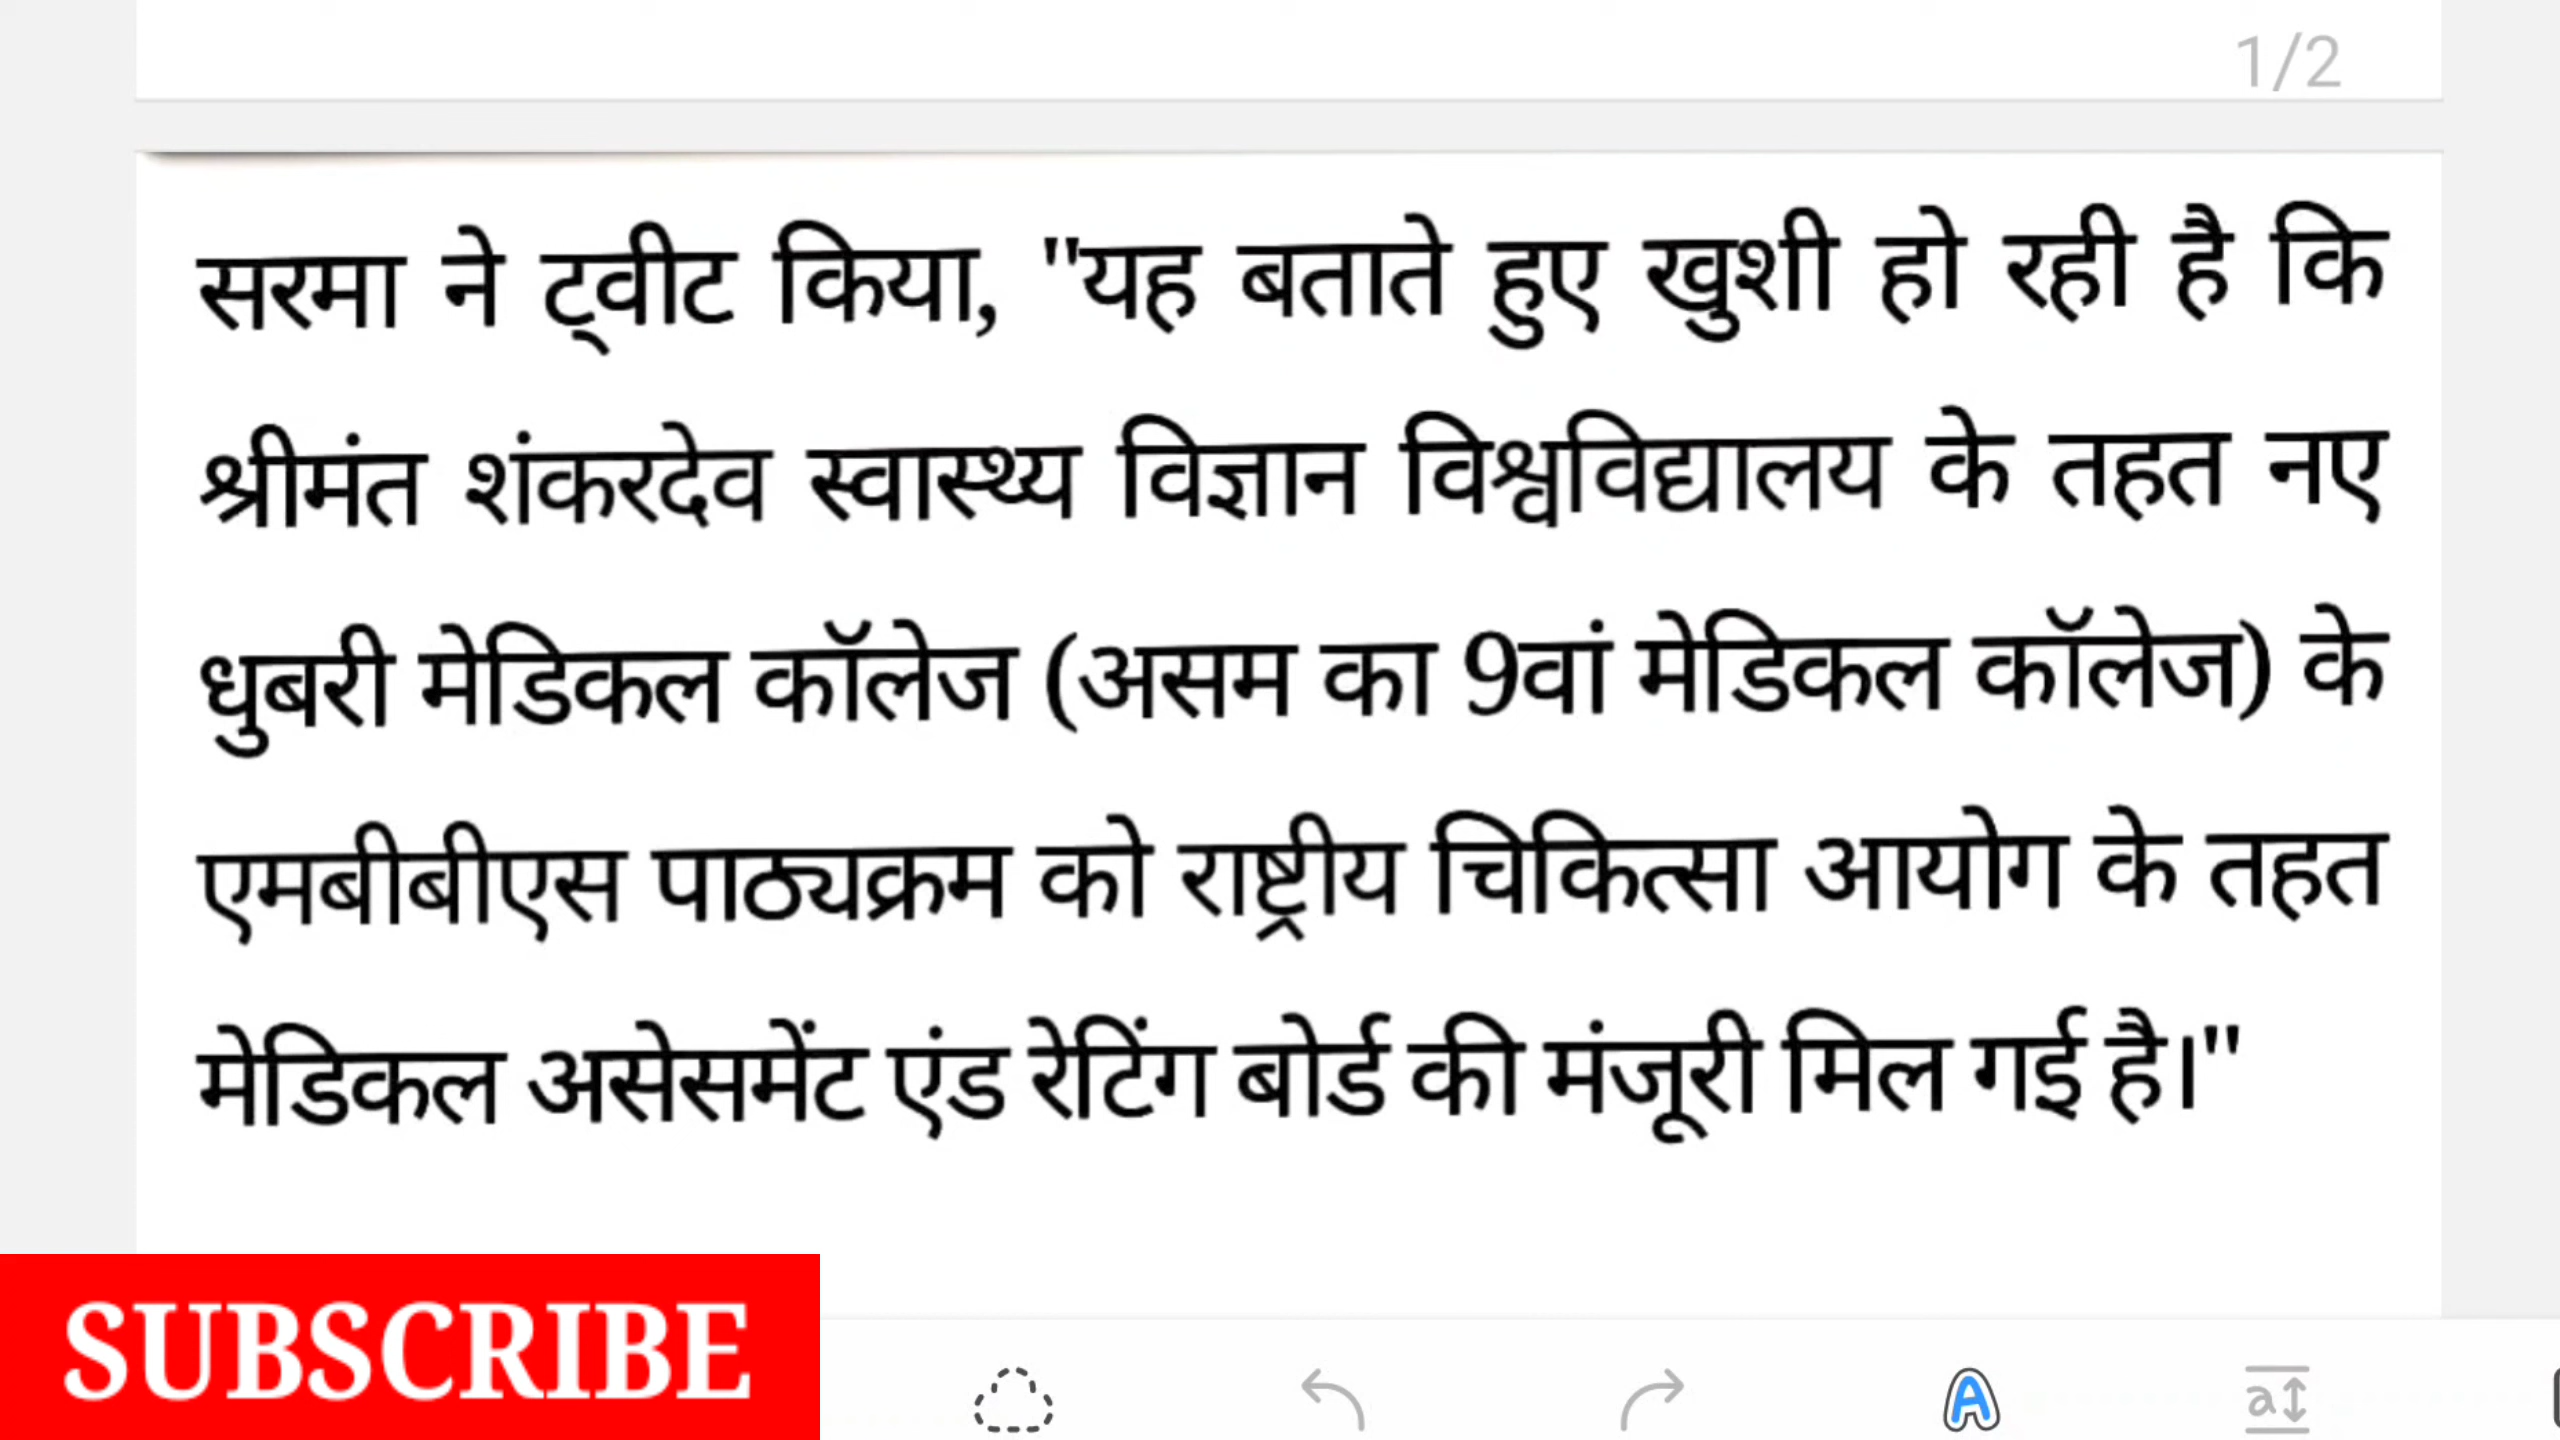 1/2
सरमा ने ट्वीट किया, "यह बताते हुए खुशी हो रही है कि
श्रीमंत शंकरदेव स्वास्थ्य विज्ञान विश्वविद्यालय के तहत नए
धुबरी मेडिकल कॉलेज (असम का 9वां मेडिकल कॉलेज) के
एमबीबीएस पाठ्यक्रम को राष्ट्रीय चिकित्सा आयोग के तहत
मेडिकल असेसमेंट एंड रेटिंग बोर्ड की मंजूरी मिल गई है।"
SUBSCRIBE
A
a